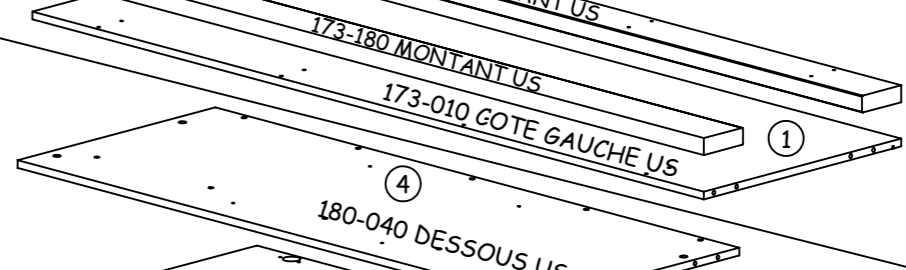 173-180 MONTANT US
173-010 COTE GAUCHE US
1
4
180-040 DESSOUS US